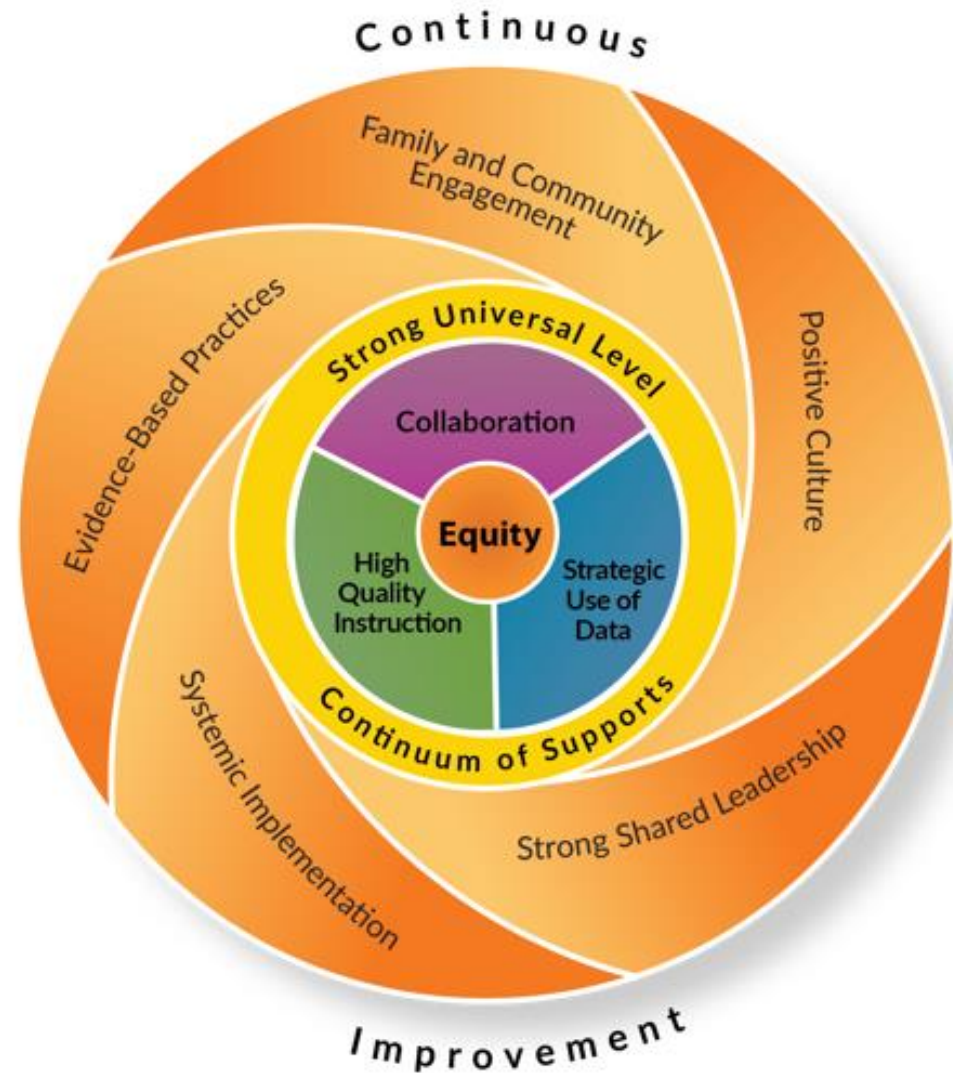 Continuous
Family and Community
Engagement
Positive Culture
Evidence-Based Practices
Strong Universal Level
Collaboration
Equity
High
Quality
Instruction
Strategic
Use of
Data
Continuum of Supports
Systemic Implementation
Strong Shared Leadership
Improvement